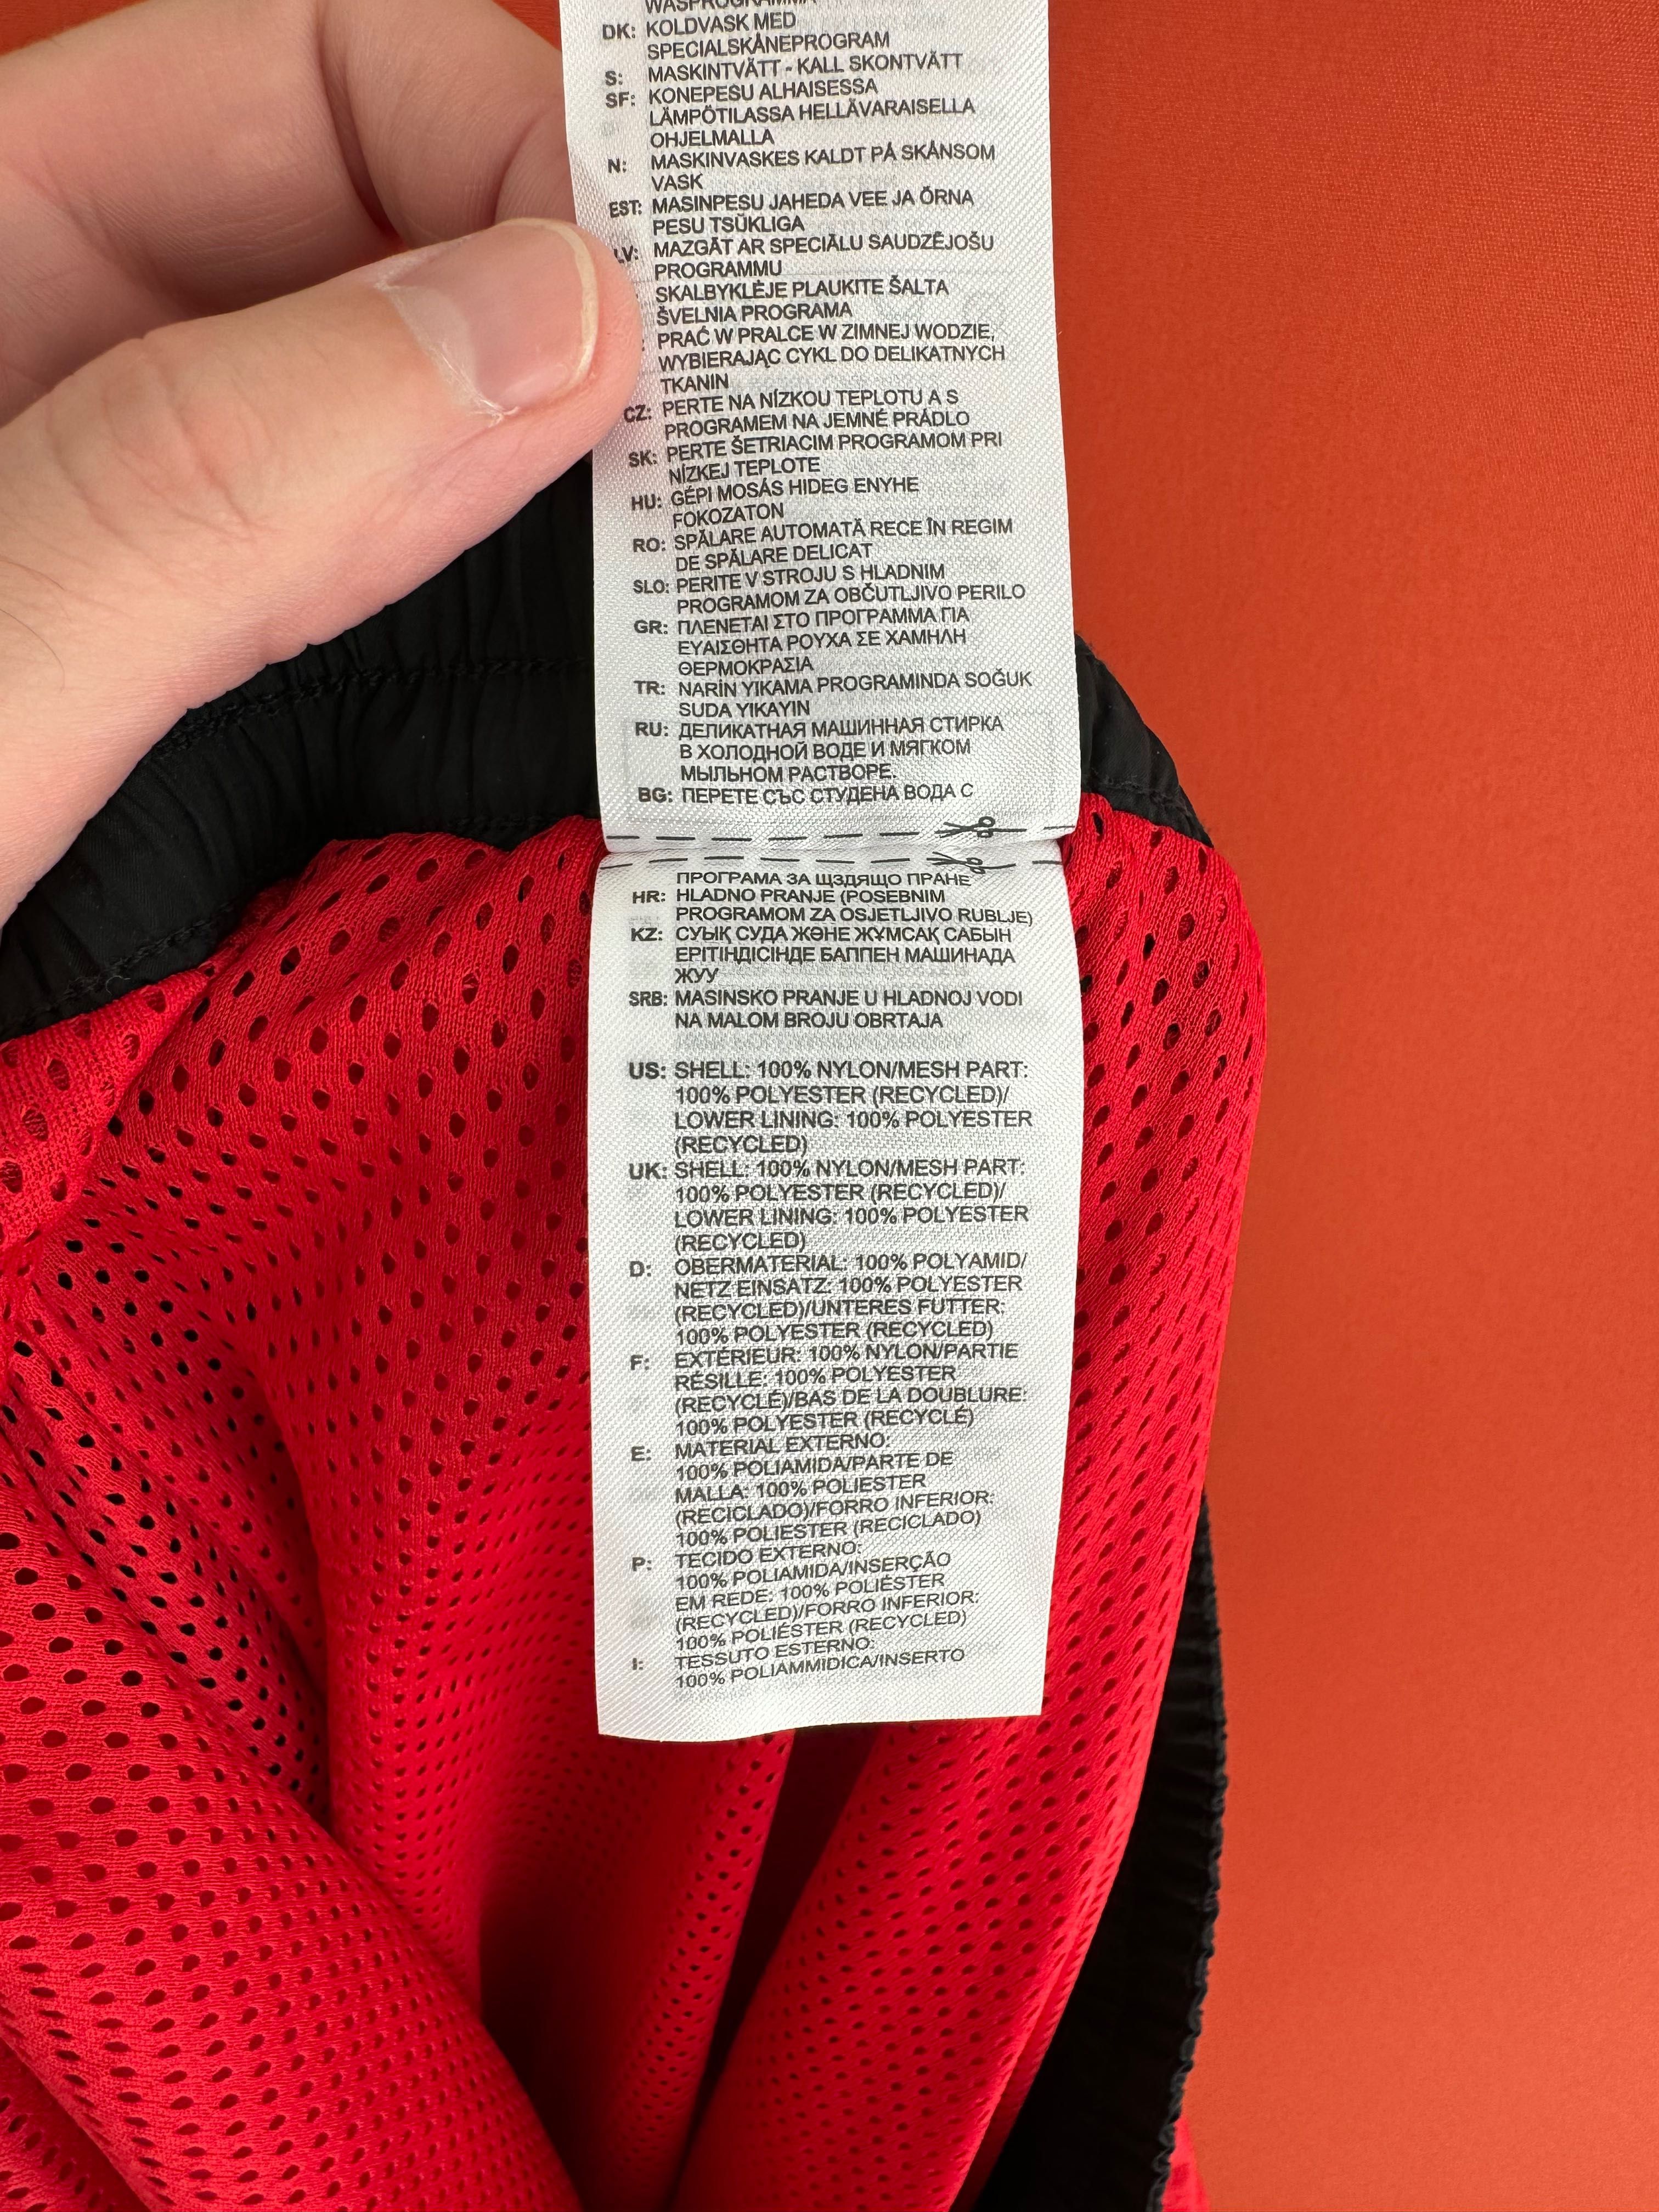 WASPROGRAMMA
DK: KOLDVASK MED
SPECIALSKÅNEPROGRAM
S: MASKINTVÄTT - KALL SKONTVÄTT
SF: KONEPESU ALHAISESSA
LÄMPÖTILASSA HELLÄVARAISELLA
OHJELMALLA
N: MASKINVASKES KALDT PÅ SKÅNSOM
VASK
EST: MASINPESU JAHEDA VEE JA ÕRNA
PESU TSÜKLIGA
LV: MAZGĀT AR SPECIĀLU SAUDZĒJOŠU
PROGRAMMU
SKALBYKLĖJE PLAUKITE ŠALTA
ŠVELNIA PROGRAMA
PRAĆ W PRALCE W ZIMNEJ WODZIE,
WYBIERAJĄC CYKL DO DELIKATNYCH
TKANIN
CZ: PERTE NA NÍZKOU TEPLOTU A S
PROGRAMEM NA JEMNÉ PRÁDLO
SK: PERTE ŠETRIACIM PROGRAMOM PRI
NÍZKEJ TEPLOTE
HU: GÉPI MOSÁS HIDEG ENYHE
FOKOZATON
RO: SPĂLARE AUTOMATĂ RECE ÎN REGIM
DE SPĂLARE DELICAT
SLO: PERITE V STROJU S HLADNIM
PROGRAMOM ZA OBČUTLJIVO PERILO
GR: ΠΛΕΝΕΤΑΙ ΣΤΟ ΠΡΟΓΡΑΜΜΑ ΓΙΑ
ΕΥΑΙΣΘΗΤΑ ΡΟΥΧΑ ΣΕ ΧΑΜΗΛΗ
ΘΕΡΜΟΚΡΑΣΙΑ
TR: NARİN YIKAMA PROGRAMINDA SOĞUK
SUDA YIKAYIN
RU: ДЕЛИКАТНАЯ МАШИННАЯ СТИРКА
В ХОЛОДНОЙ ВОДЕ И МЯГКОМ
МЫЛЬНОМ РАСТВОРЕ.
BG: ПЕРЕТЕ СЪС СТУДЕНА ВОДА С
ПРОГРАМА ЗА ЩЗДЯЩО ПРАНЕ
HR: HLADNO PRANJE (POSEBNIM
PROGRAMOM ZA OSJETLJIVO RUBLJE)
KZ: СУЫҚ СУДА ЖӘНЕ ЖҰМСАҚ САБЫН
ЕРІТІНДІСІНДЕ БАППЕН МАШИНАДА
ЖУУ
SRB: MASINSKO PRANJE U HLADNOJ VODI
NA MALOM BROJU OBRTAJA
US: SHELL: 100% NYLON/MESH PART:
100% POLYESTER (RECYCLED)/
LOWER LINING: 100% POLYESTER
(RECYCLED)
UK: SHELL: 100% NYLON/MESH PART:
100% POLYESTER (RECYCLED)/
LOWER LINING: 100% POLYESTER
(RECYCLED)
D: OBERMATERIAL: 100% POLYAMID/
NETZ EINSATZ: 100% POLYESTER
(RECYCLED)/UNTERES FUTTER:
100% POLYESTER (RECYCLED)
F: EXTÉRIEUR: 100% NYLON/PARTIE
RÉSILLE: 100% POLYESTER
(RECYCLÉ)/BAS DE LA DOUBLURE:
100% POLYESTER (RECYCLÉ)
E: MATERIAL EXTERNO:
100% POLIAMIDA/PARTE DE
MALLA: 100% POLIESTER
(RECICLADO)/FORRO INFERIOR:
100% POLIESTER (RECICLADO)
P: TECIDO EXTERNO:
100% POLIAMIDA/INSERÇÃO
EM REDE: 100% POLIÉSTER
(RECYCLED)/FORRO INFERIOR:
100% POLIÉSTER (RECYCLED)
I: TESSUTO ESTERNO:
100% POLIAMMIDICA/INSERTO